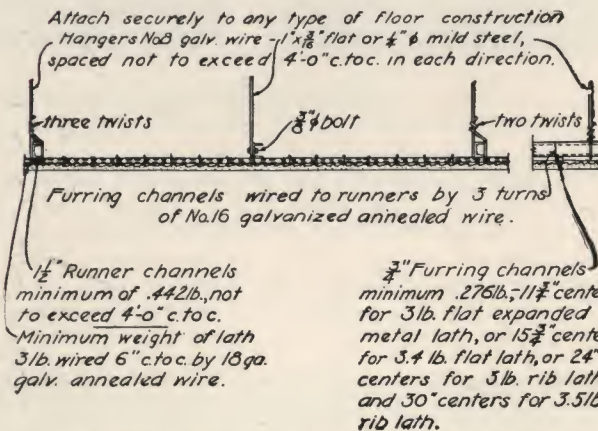 Attach securely to any type of floor construction
Hangers No.8 galv. wire - 1"x 3/16" flat or 1/4" ϕ mild steel,
spaced not to exceed 4'-0" c.to c. in each direction.
three twists
3/8" ϕ bolt
two twists
Furring channels wired to runners by 3 turns
of No.16 galvanized annealed wire.
1 1/2" Runner channels
minimum of .442 lb., not
to exceed 4'-0" c.to c.
Minimum weight of lath
3 lb. wired 6" c.to c. by 18 ga.
galv. annealed wire.
3/4" Furring channels
minimum .276 lb.; - 11 3/4" cente
for 3 lb. flat expanded
metal lath, or 15 3/4" cente
for 3.4 lb. flat lath, or 24"
centers for 3 lb. rib lath
and 30" centers for 3.5 lb
rib lath.